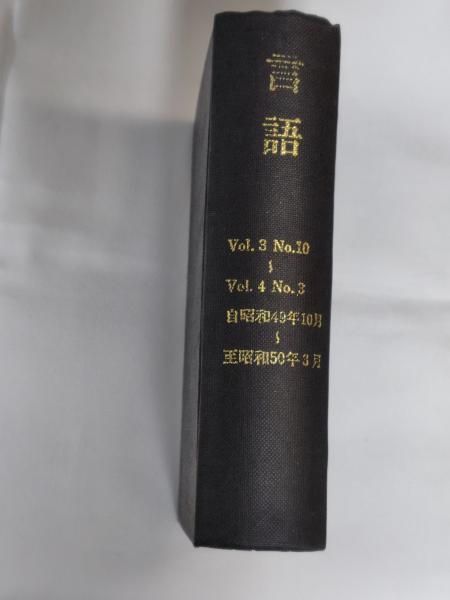 言語
Vol. 3 No.10
~
Vol. 4 No.3
自昭和49年10月
~
至昭和50年3月